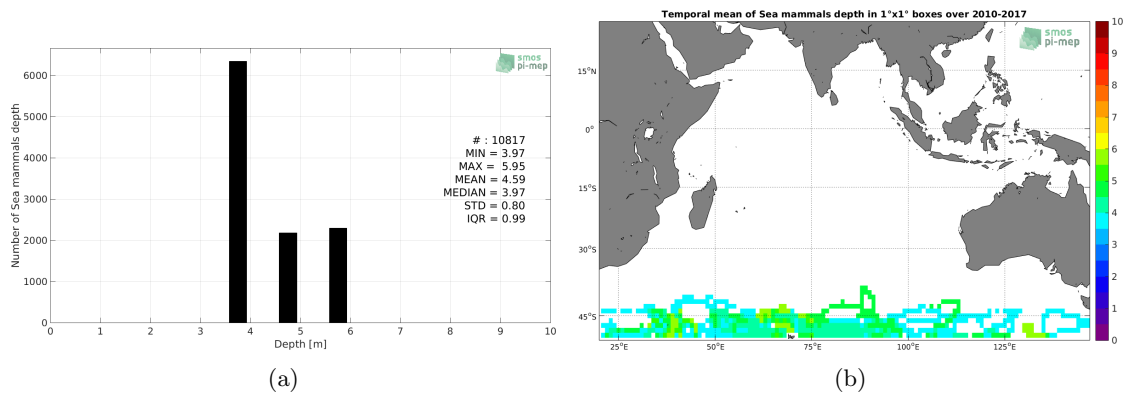 smos
pi-mep
6000
5000
4000
3000
2000
1000
0
Number of Sea mammals depth
# : 10817
MIN = 3.97
MAX = 5.95
MEAN = 4.59
MEDIAN = 3.97
STD = 0.80
IQR = 0.99
0 1 2 3 4 5 6 7 8 9 10
Depth [m]
(a)
Temporal mean of Sea mammals depth in 1°x1° boxes over 2010-2017
smos
pi-mep
15°N
0°
15°S
30°S
45°S
25°E 50°E 75°E 100°E 125°E
10
9
8
7
6
5
4
3
2
1
0
(b)